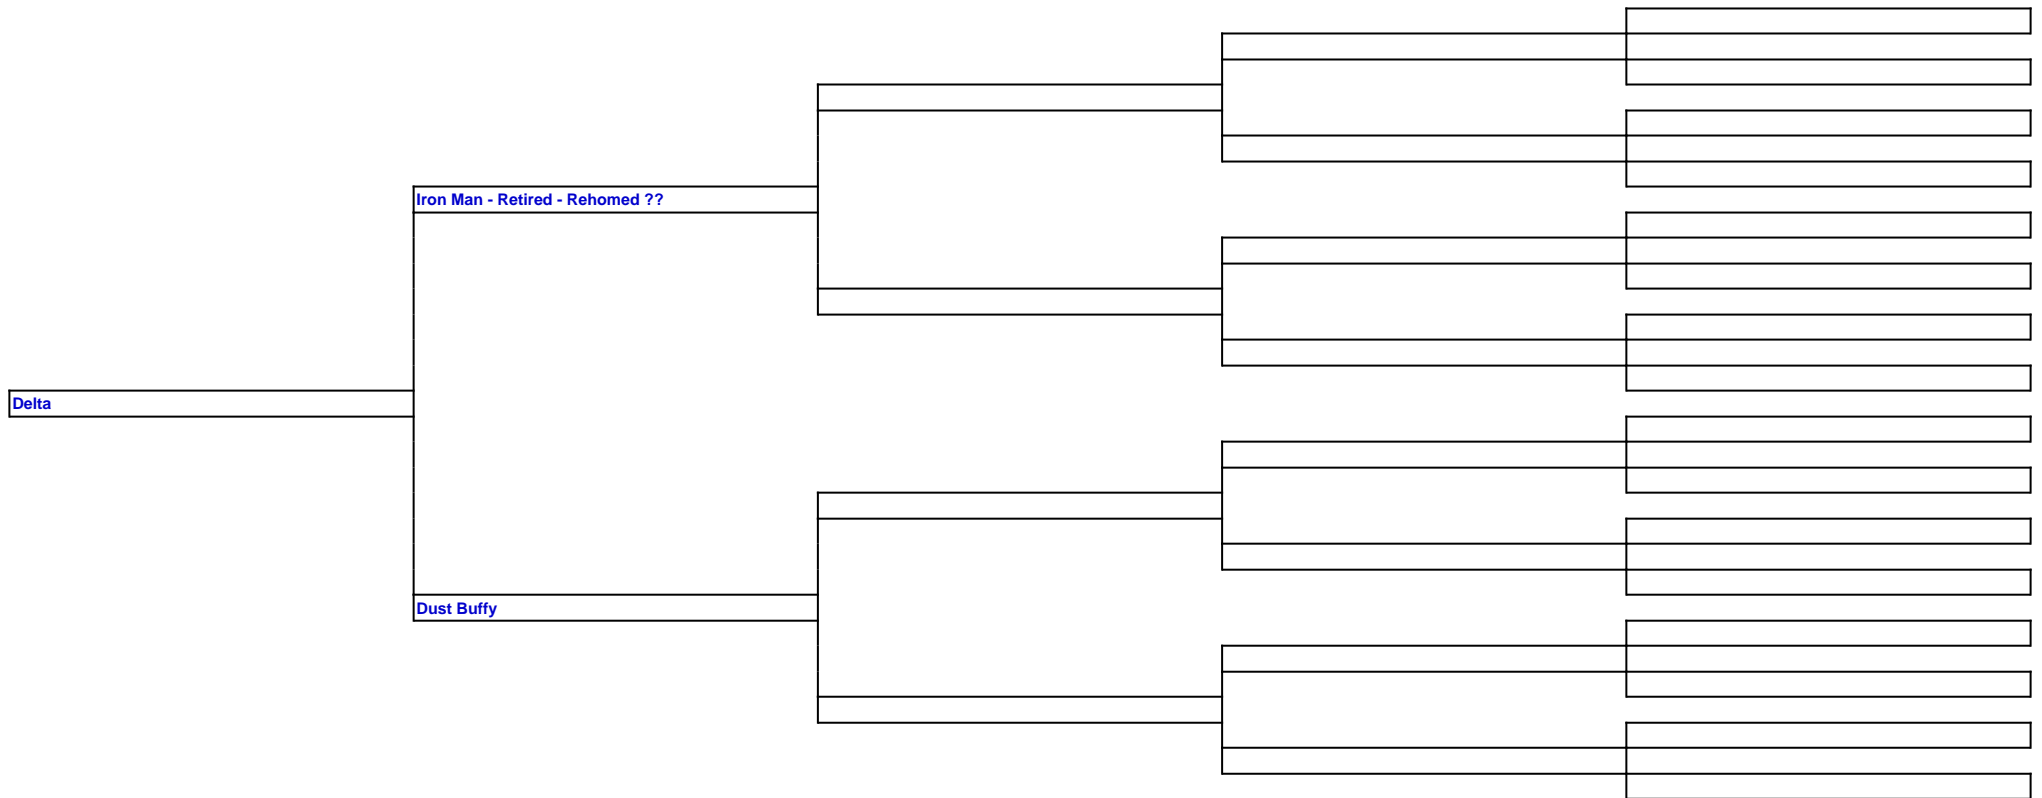 Iron Man - Retired - Rehomed ??
Delta
Dust Buffy